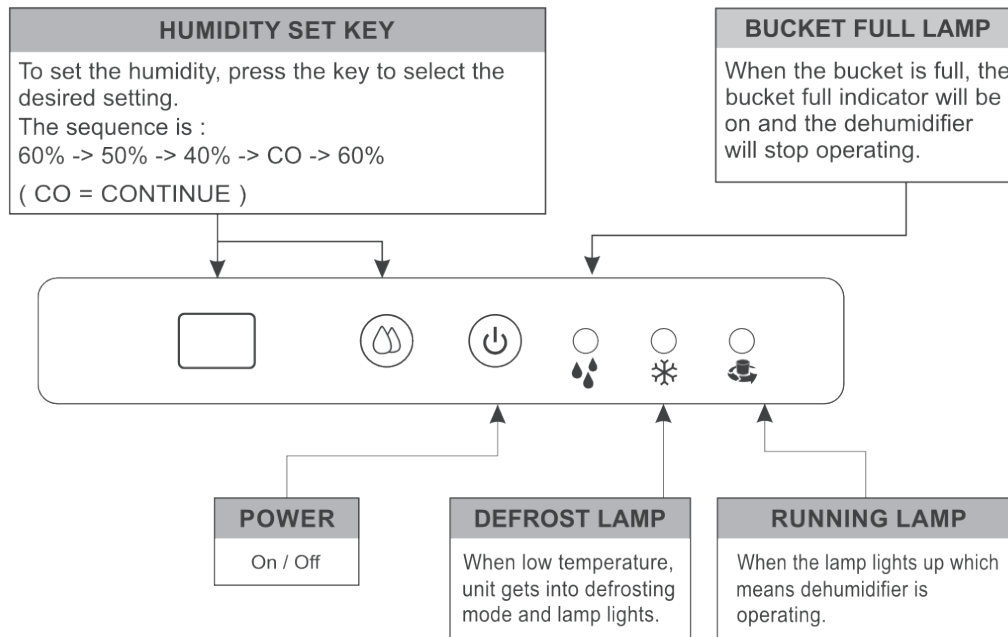 HUMIDITY SET KEY
To set the humidity, press the key to select the
desired setting.
The sequence is :
60% -> 50% -> 40% -> CO -> 60%
( CO = CONTINUE )
BUCKET FULL LAMP
When the bucket is full, the
bucket full indicator will be
on and the dehumidifier
will stop operating.
POWER
On / Off
DEFROST LAMP
When low temperature,
unit gets into defrosting
mode and lamp lights.
RUNNING LAMP
When the lamp lights up which
means dehumidifier is
operating.